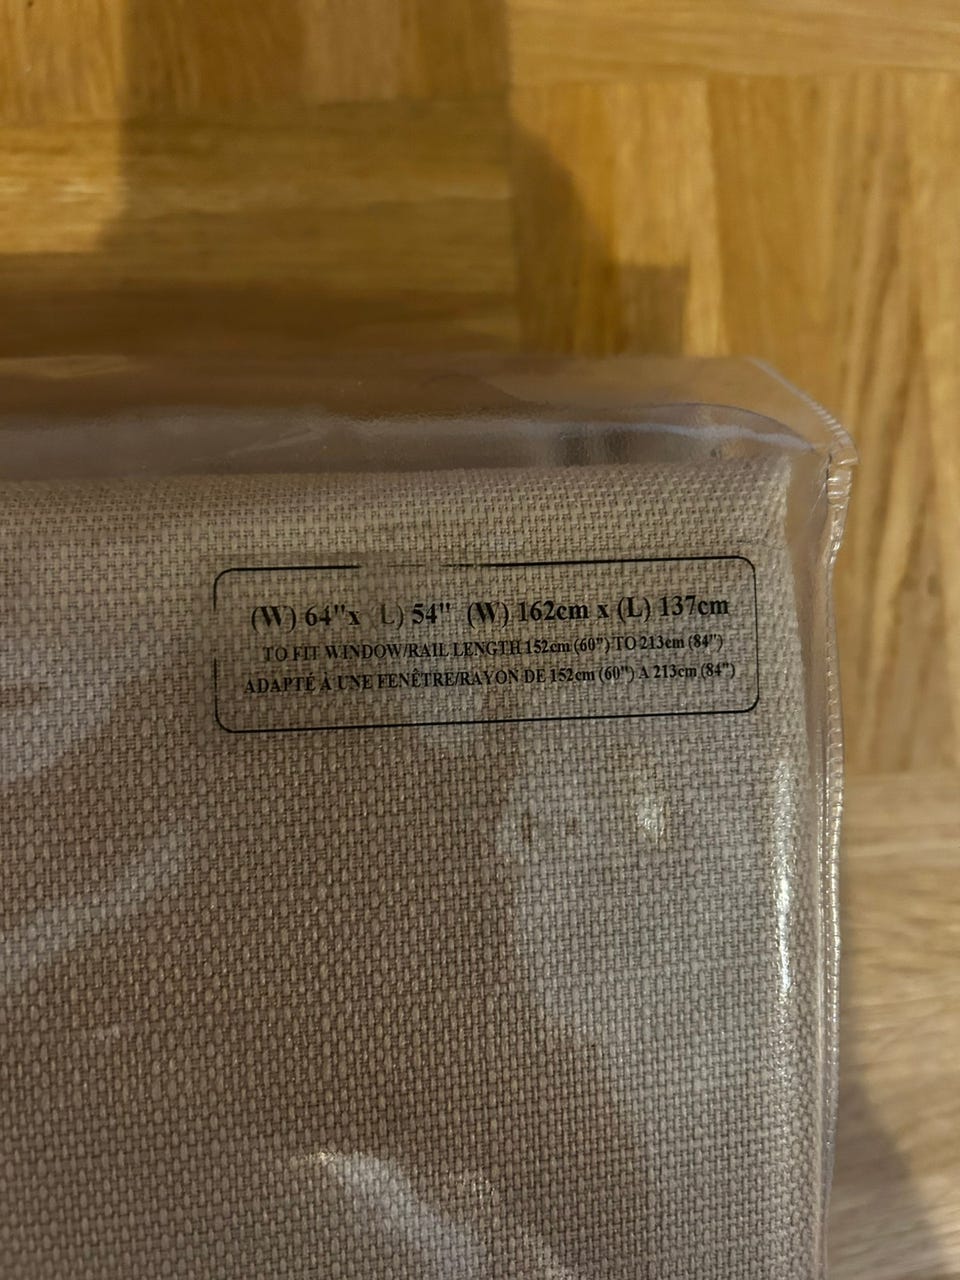 (W) 64"x (L) 54" (W) 162cm x (L) 137cm
TO FIT WINDOW/RAIL LENGTH 152cm (60") TO 213cm (84")
ADAPTÉ À UNE FENÊTRE/RAYON DE 152cm (60") A 213cm (84")